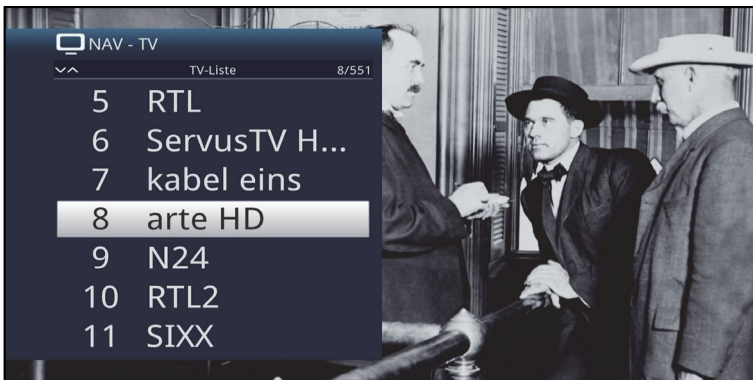 NAV - TV
TV-Liste 8/551
5 RTL
6 ServusTV H...
7 kabel eins
8 arte HD
9 N24
10 RTL2
11 SIXX